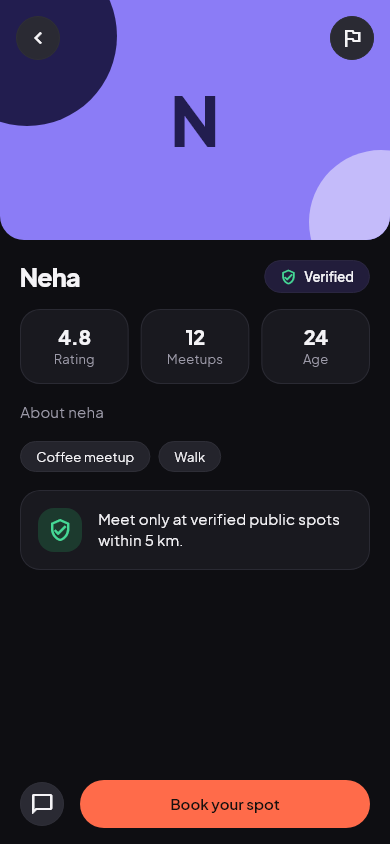 N
Neha
Verified
4.8
Rating
12
Meetups
24
Age
About neha
Coffee meetup
Walk
Meet only at verified public spots
within 5 km.
Book your spot